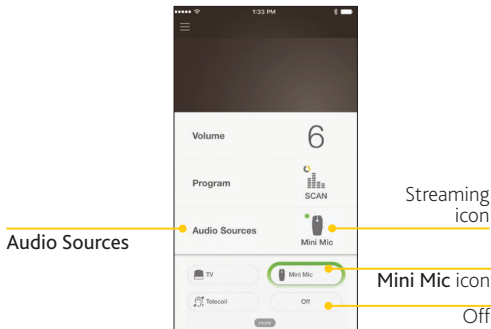 1:33 PM
Volume
6
Program
SCAN
Streaming
icon
Audio Sources
Audio Sources
Mini Mic
TV
Mini Mic
Mini Mic icon
Telecoil
Off
Off
more